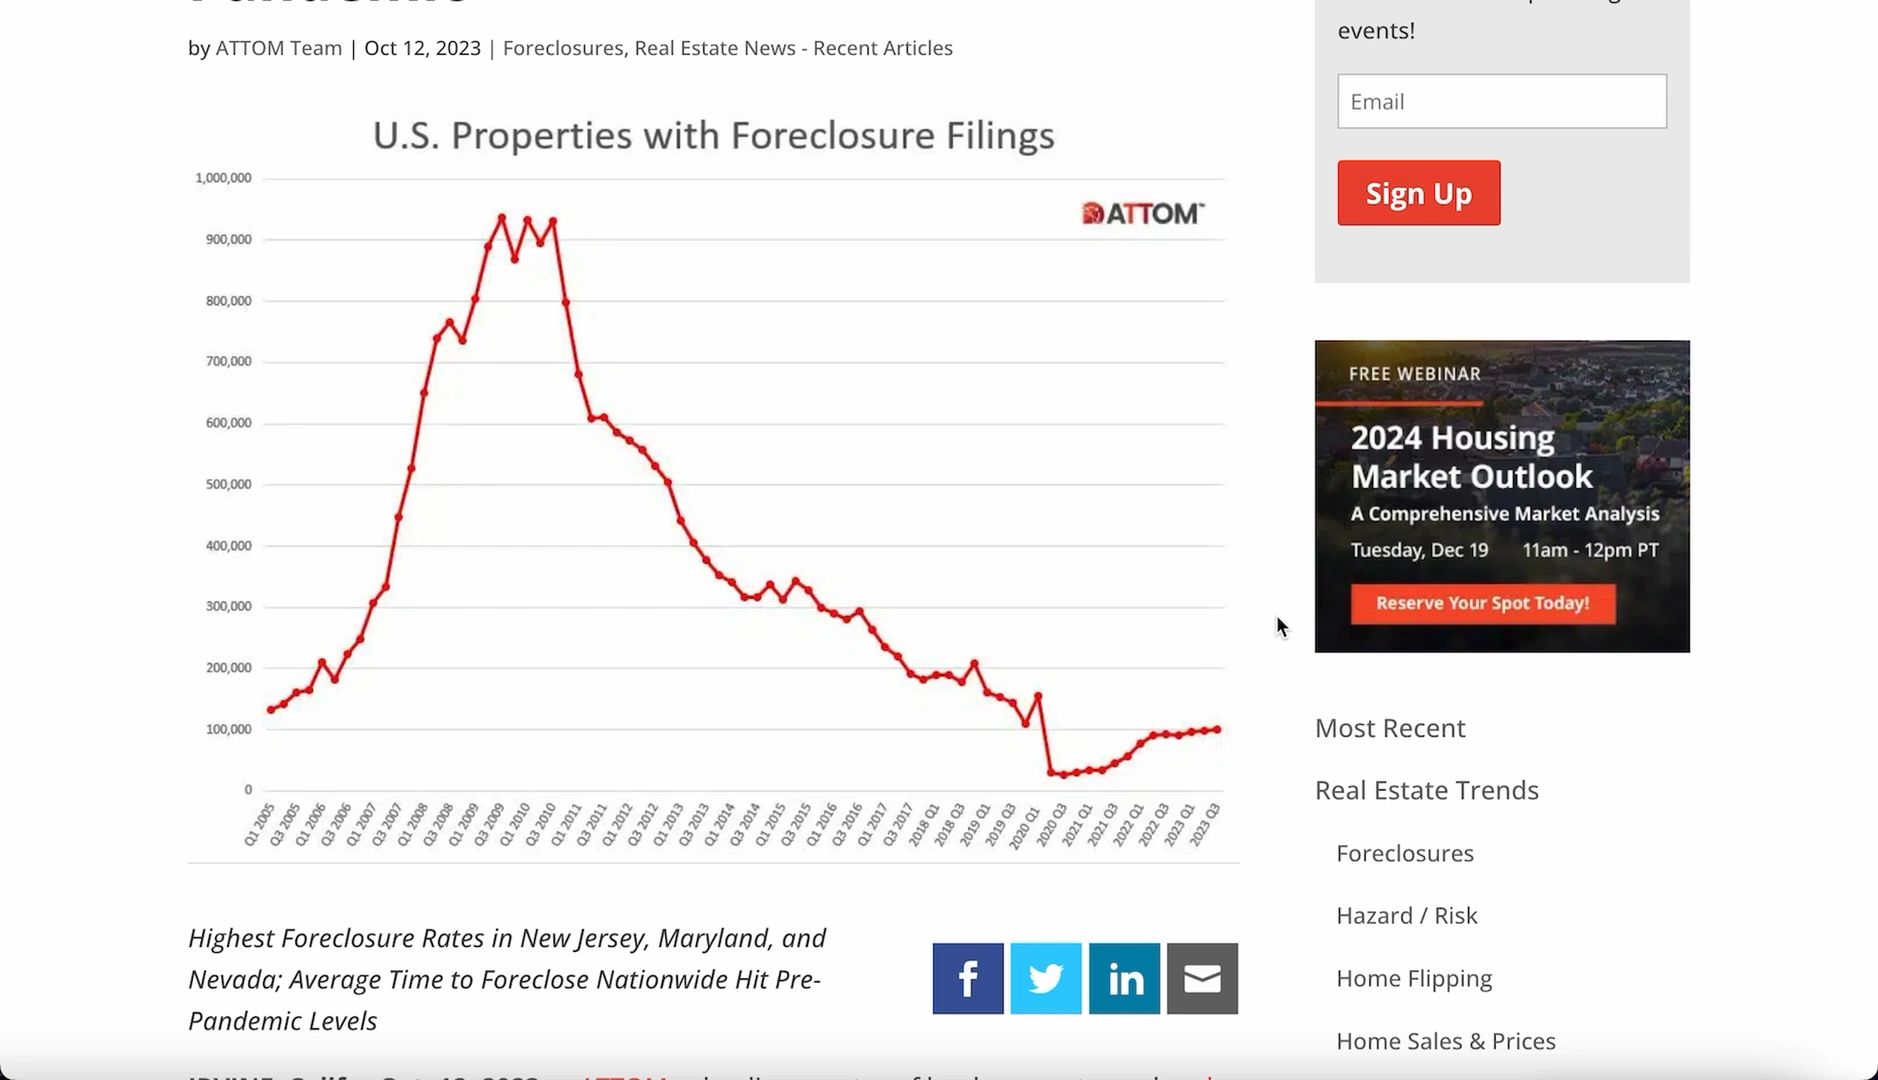 by ATTOM Team | Oct 12, 2023 | Foreclosures, Real Estate News - Recent Articles
U.S. Properties with Foreclosure Filings
ATTOM™
1,000,000
900,000
800,000
700,000
600,000
500,000
400,000
300,000
200,000
100,000
0
Q1 2005
Q3 2005
Q1 2006
Q3 2006
Q1 2007
Q3 2007
Q1 2008
Q3 2008
Q1 2009
Q3 2009
Q1 2010
Q3 2010
Q1 2011
Q3 2011
Q1 2012
Q3 2012
Q1 2013
Q3 2013
Q1 2014
Q3 2014
Q1 2015
Q3 2015
Q1 2016
Q3 2016
Q1 2017
Q3 2017
2018 Q1
2018 Q3
2019 Q1
2019 Q3
2020 Q1
2020 Q3
2021 Q1
2021 Q3
2022 Q1
2022 Q3
2023 Q1
2023 Q3
Highest Foreclosure Rates in New Jersey, Maryland, and
Nevada; Average Time to Foreclose Nationwide Hit Pre-
Pandemic Levels
f
in
events!
Email
Sign Up
FREE WEBINAR
2024 Housing
Market Outlook
A Comprehensive Market Analysis
Tuesday, Dec 19 11am - 12pm PT
Reserve Your Spot Today!
Most Recent
Real Estate Trends
Foreclosures
Hazard / Risk
Home Flipping
Home Sales & Prices